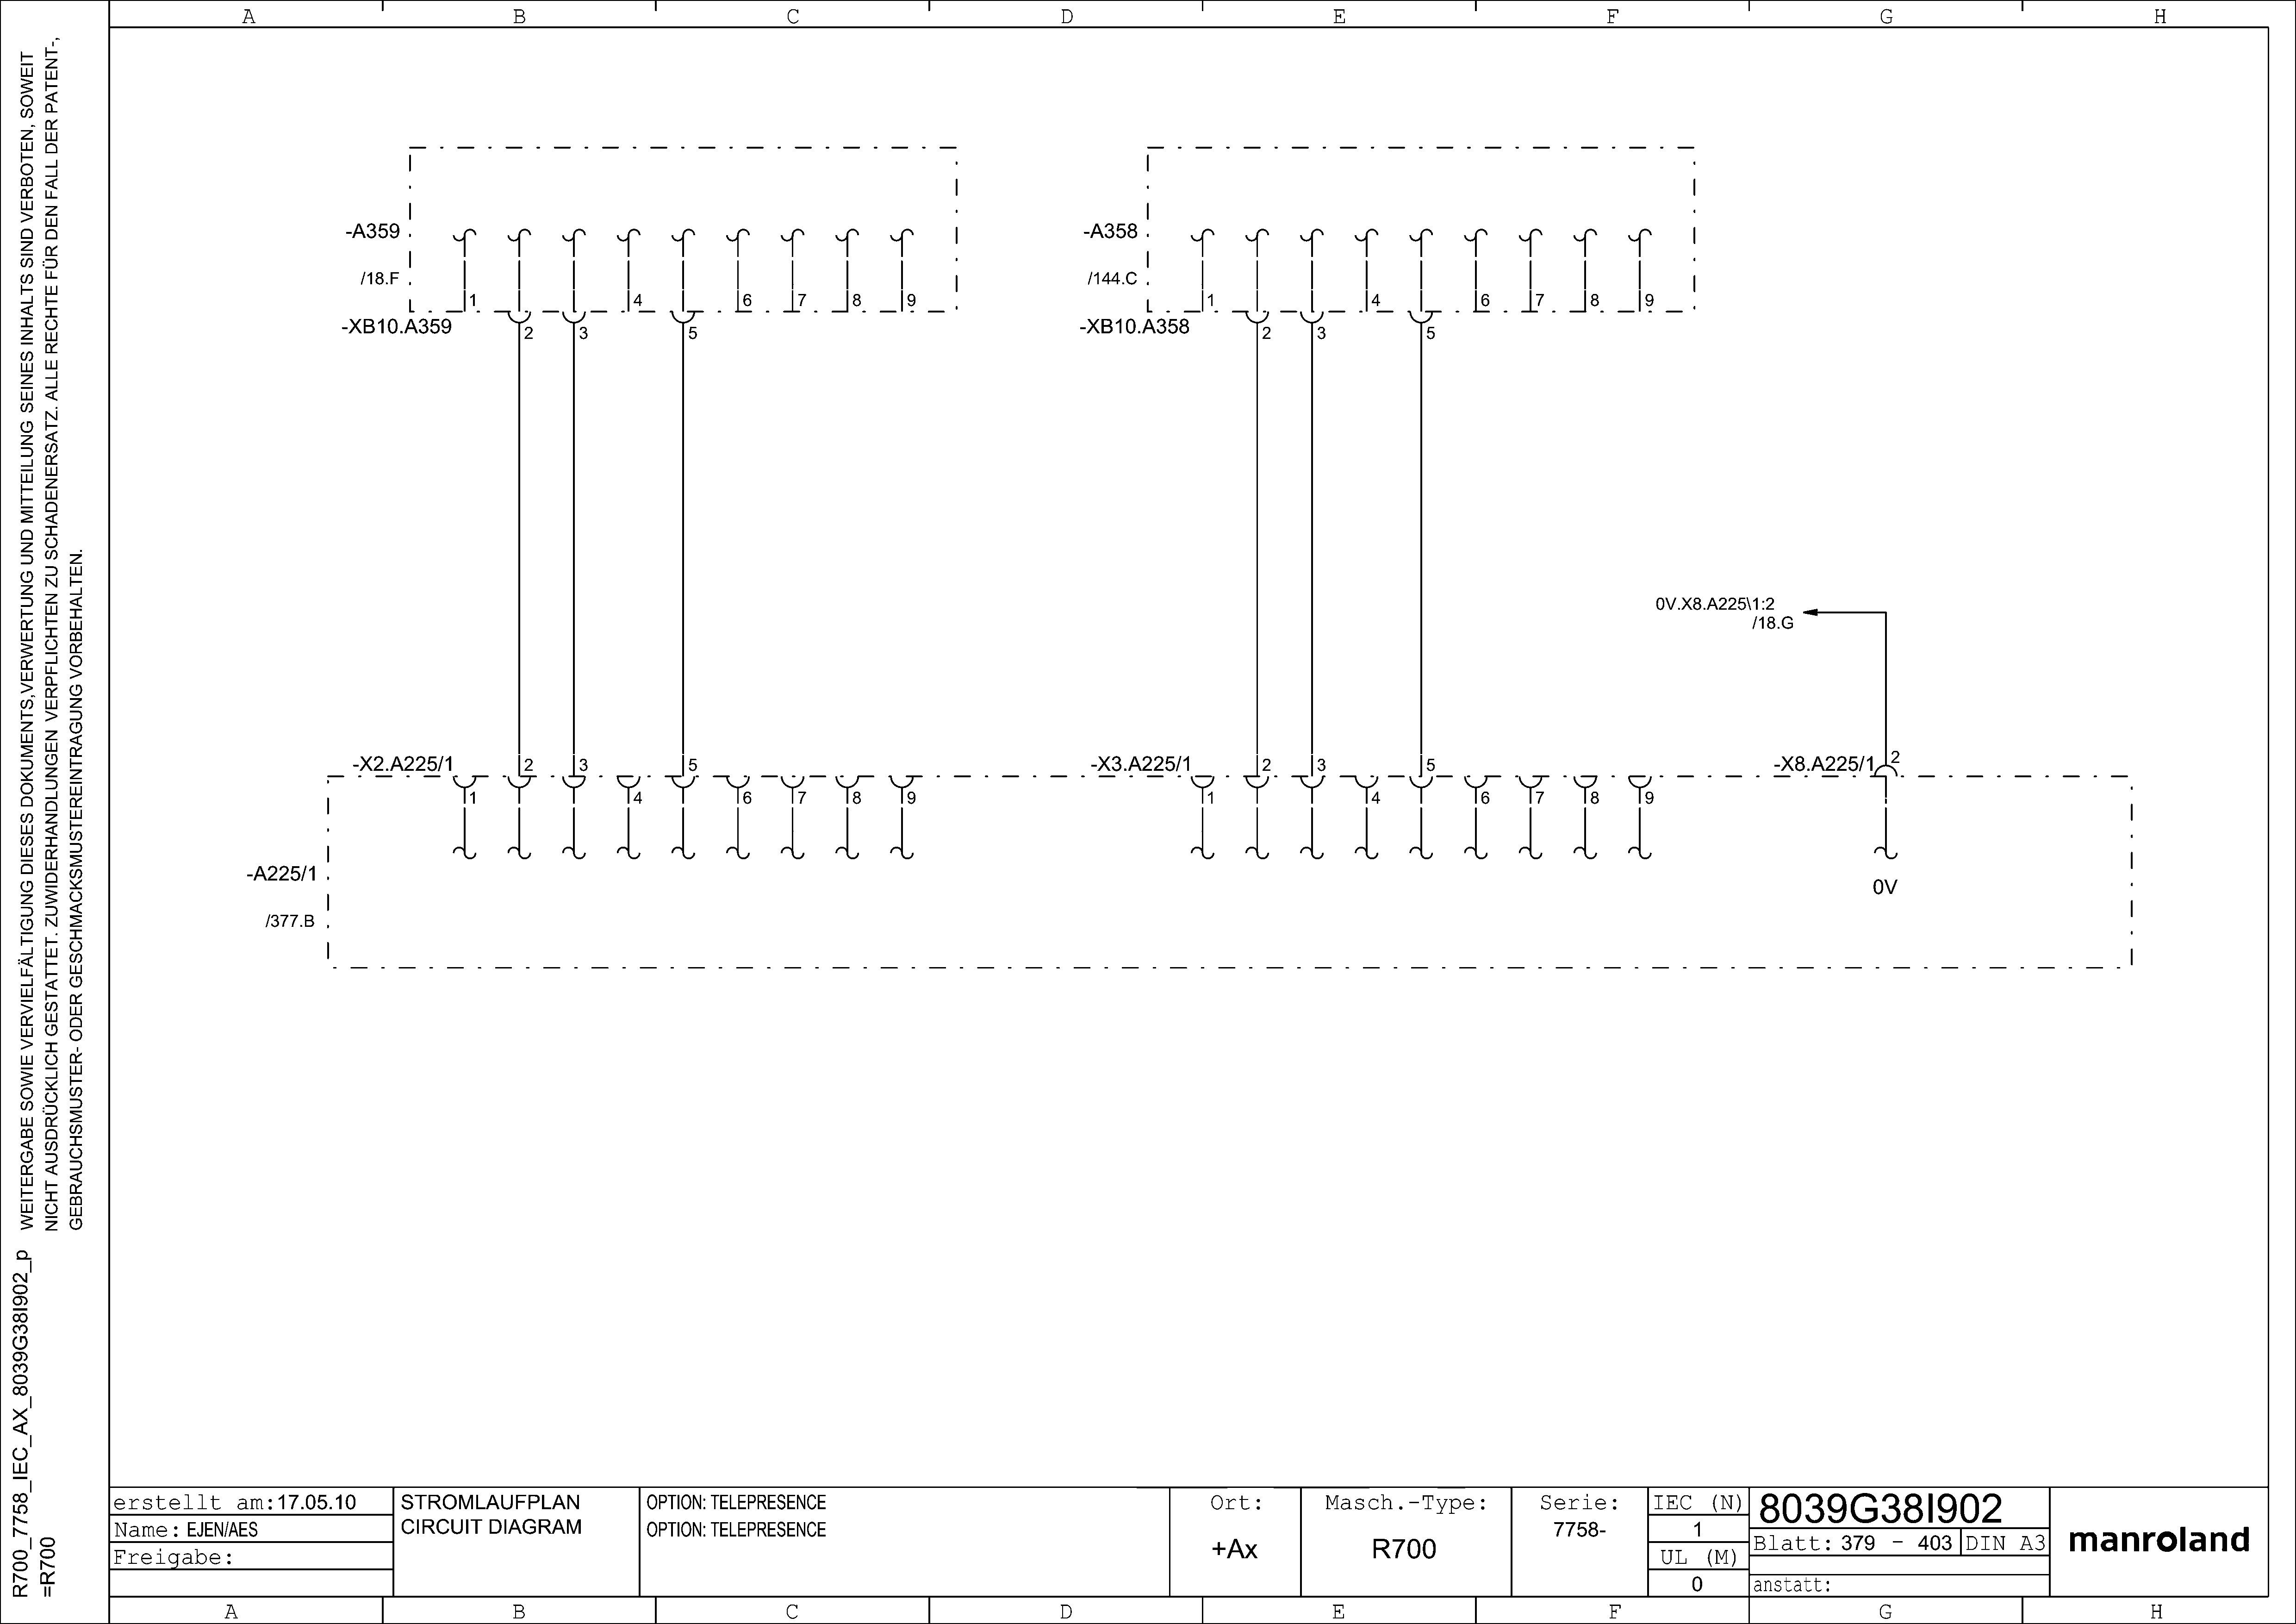 A B C D E F G H
WEITERGABE SOWIE VERVIELFÄLTIGUNG DIESES DOKUMENTS,VERWERTUNG UND MITTEILUNG SEINES INHALTS SIND VERBOTEN, SOWEIT
NICHT AUSDRÜCKLICH GESTATTET. ZUWIDERHANDLUNGEN VERPFLICHTEN ZU SCHADENERSATZ. ALLE RECHTE FÜR DEN FALL DER PATENT-,
GEBRAUCHSMUSTER- ODER GESCHMACKSMUSTEREINTRAGUNG VORBEHALTEN.
R700_7758_IEC_AX_8039G38I902_p
=R700
-A359
/18.F
1 4 6 7 8 9
-XB10.A359
2 3 5
-A358
/144.C
1 4 6 7 8 9
-XB10.A358
2 3 5
0V.X8.A225\1:2
/18.G
-X2.A225/1 2 3 5
1 4 6 7 8 9
-X3.A225/1 2 3 5
1 4 6 7 8 9
-X8.A225/1 2
-A225/1
/377.B
0V
erstellt am:17.05.10
Name: EJEN/AES
Freigabe:
STROMLAUFPLAN
CIRCUIT DIAGRAM
OPTION: TELEPRESENCE
OPTION: TELEPRESENCE
Ort:
+Ax
Masch.-Type:
R700
Serie:
7758-
IEC (N)
1
UL (M)
0
8039G38I902
Blatt: 379 - 403 DIN A3
anstatt:
manroland
A B C D E F G H